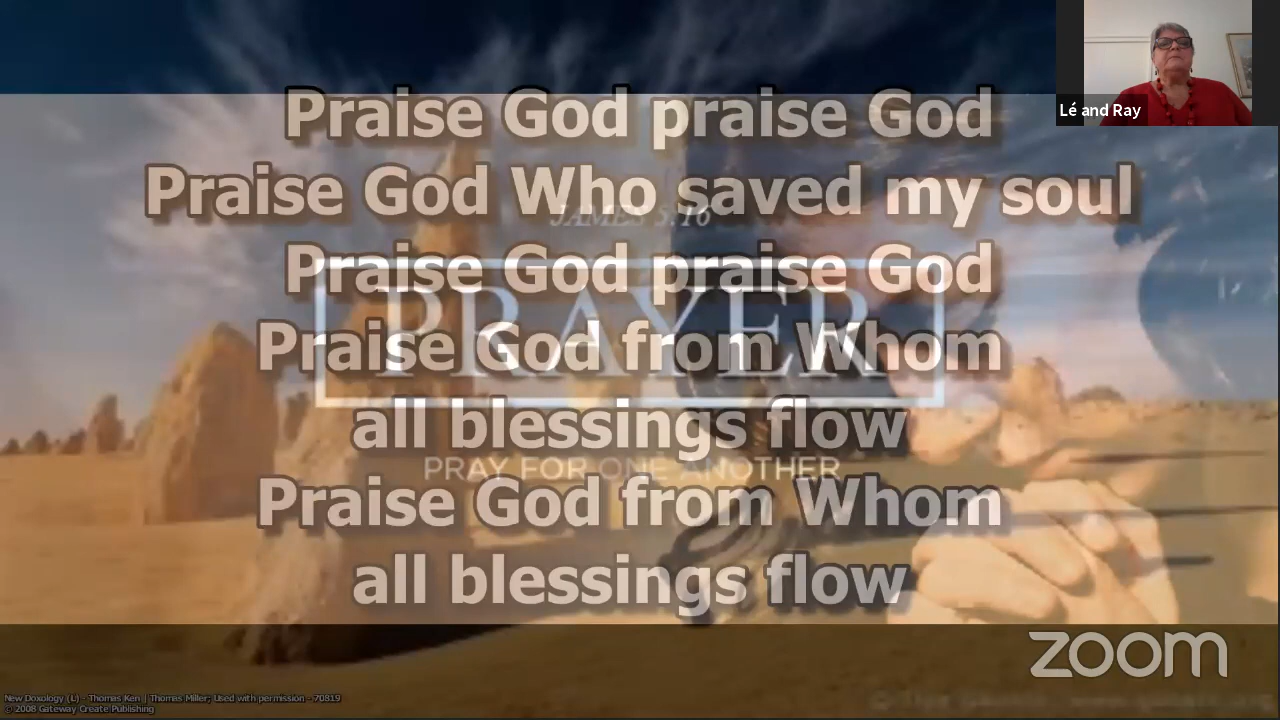 Lé and Ray
Praise God praise God
Praise God Who saved my soul
JAMES 5:16
Praise God praise God
PRAYER
Praise God from Whom
all blessings flow
PRAY FOR ONE ANOTHER
Praise God from Whom
all blessings flow
zoom
New Doxology (L) - Thomas Ken | Thomas Miller; Used with permission - 70819
© 2008 Gateway Create Publishing